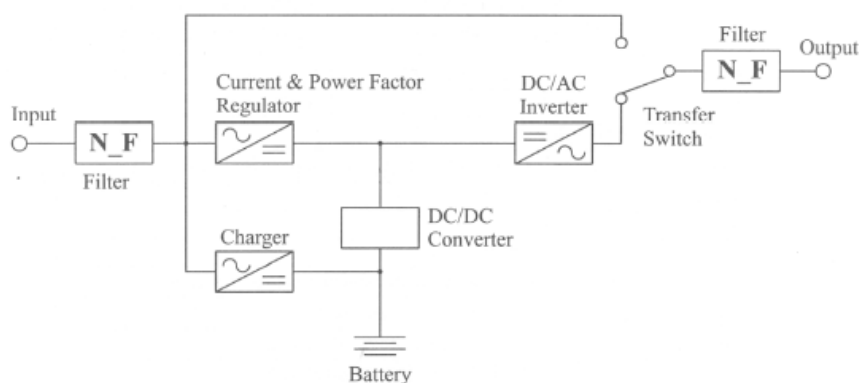 Filter
Output
N_F
Current & Power Factor
Regulator
DC/AC
Inverter
Transfer
Switch
Input
N_F
Filter
DC/DC
Converter
Charger
Battery